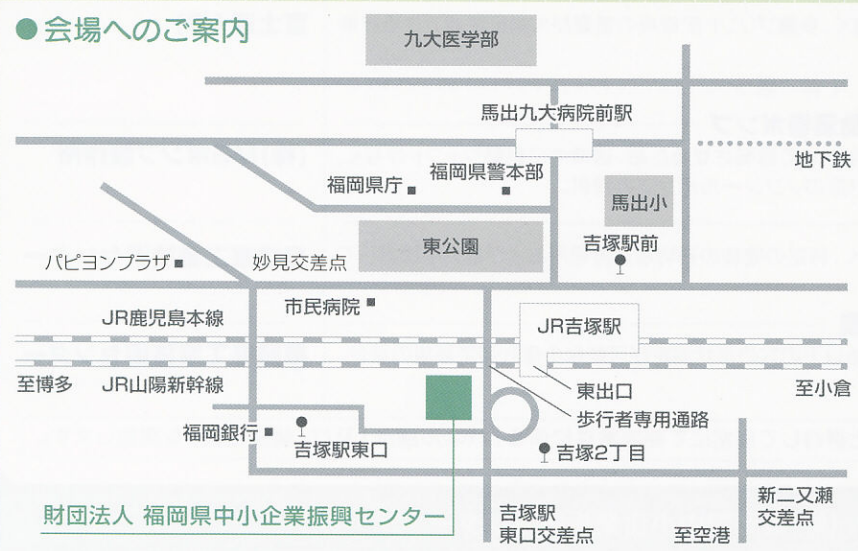 ●会場へのご案内
九大医学部
馬出九大病院前駅
地下鉄
福岡県警本部
福岡県庁
馬出小
東公園
吉塚駅前
パピヨンプラザ
妙見交差点
市民病院
JR鹿児島本線
JR吉塚駅
至博多
JR山陽新幹線
東出口
至小倉
歩行者専用通路
福岡銀行
吉塚駅東口
吉塚2丁目
財団法人 福岡県中小企業振興センター
吉塚駅
東口交差点
至空港
新二又瀬
交差点